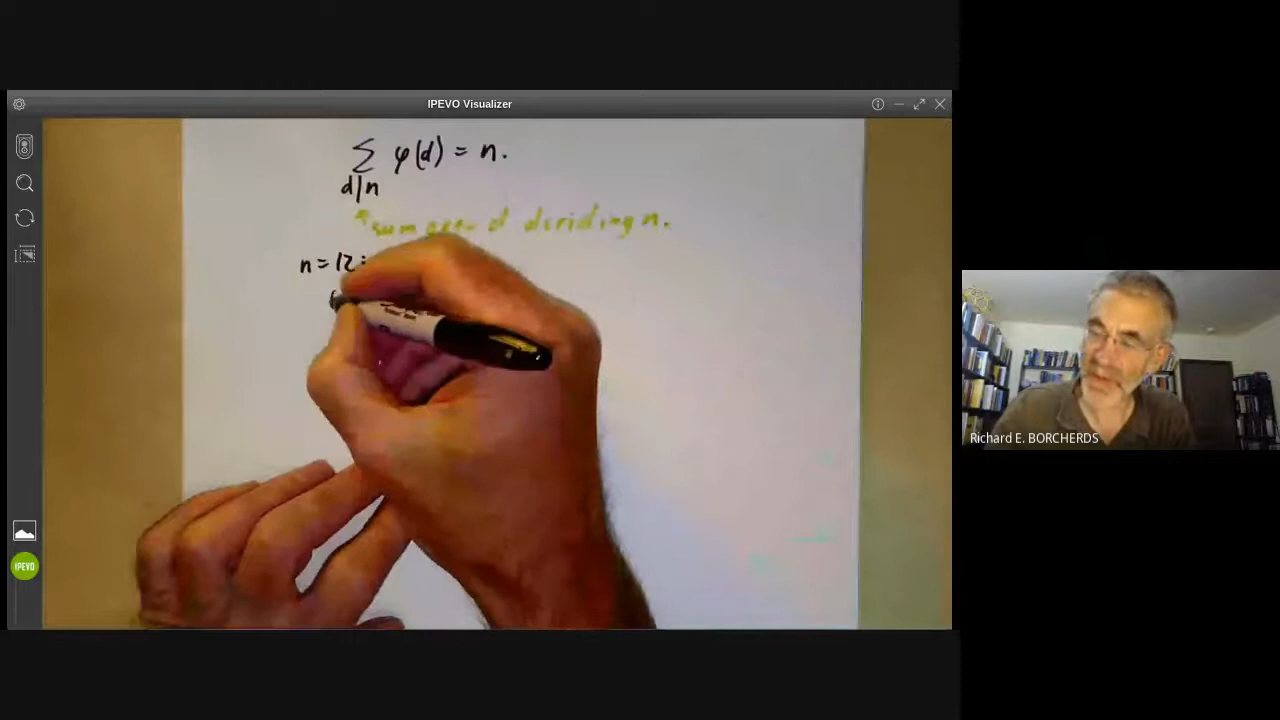 IPEVO Visualizer
Σ φ(d) = n.
d|n
sum over d dividing n.
n = 12:
IPEVO
Richard E. BORCHERDS